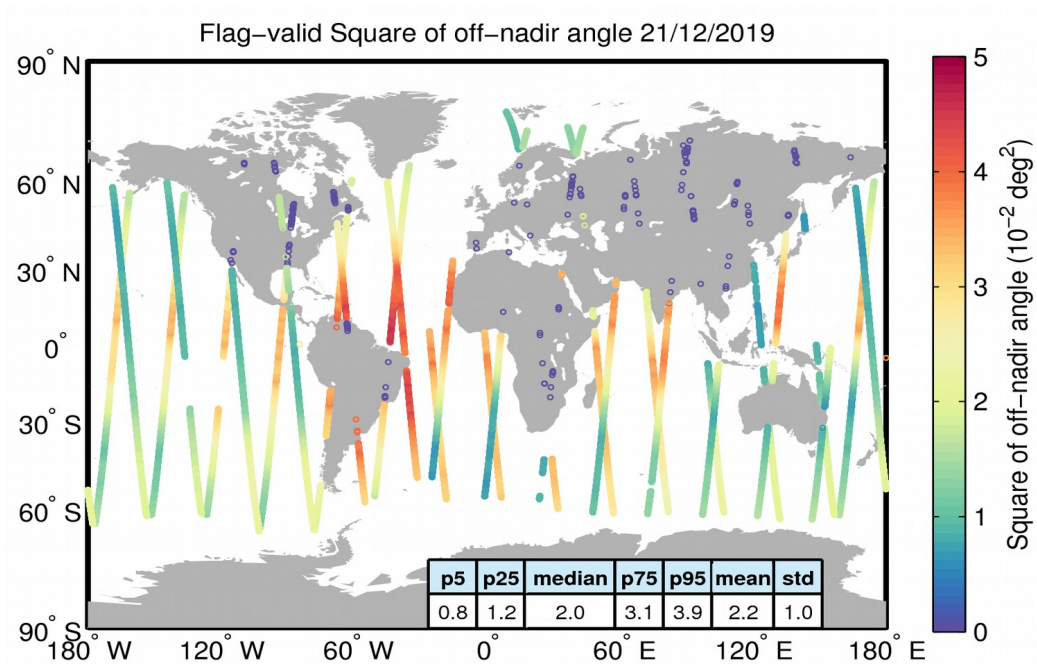 Flag−valid Square of off−nadir angle 21/12/2019
90° N
60° N
30° N
0°
30° S
60° S
90° S
180° W
120° W
60° W
0°
60° E
120° E
180° E
p5 p25 median p75 p95 mean std
0.8 1.2 2.0 3.1 3.9 2.2 1.0
5
4
3
2
1
0
Square of off−nadir angle (10⁻² deg²)